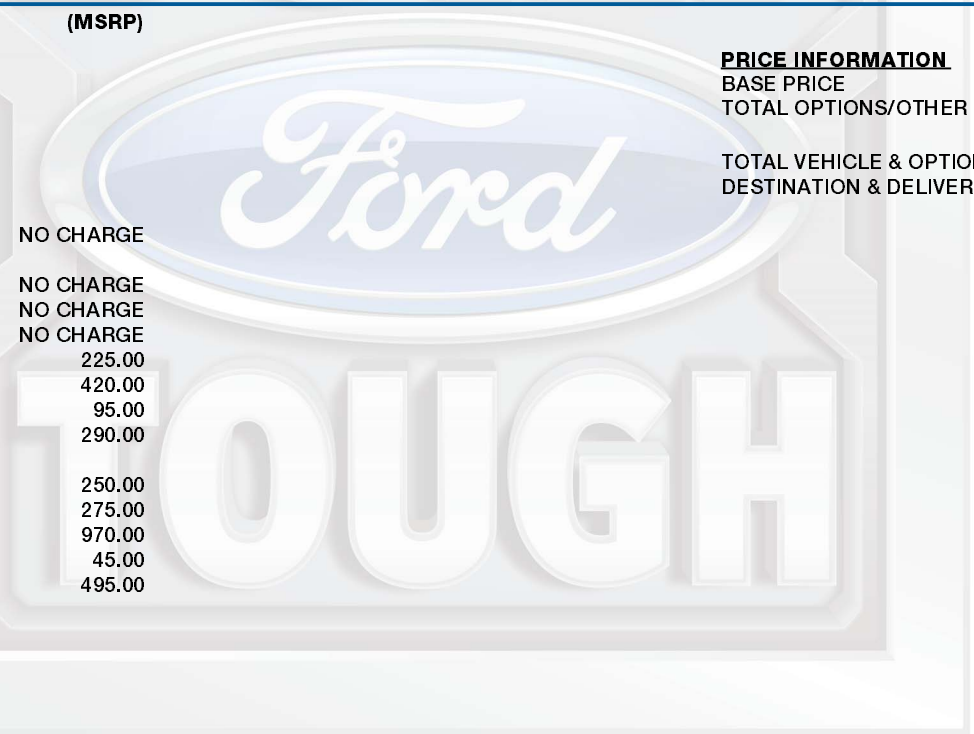 (MSRP)
PRICE INFORMATION
BASE PRICE
TOTAL OPTIONS/OTHER
TOTAL VEHICLE & OPTIO
DESTINATION & DELIVER
NO CHARGE
NO CHARGE
NO CHARGE
NO CHARGE
225.00
420.00
95.00
290.00
250.00
275.00
970.00
45.00
495.00
Ford
TOUGH